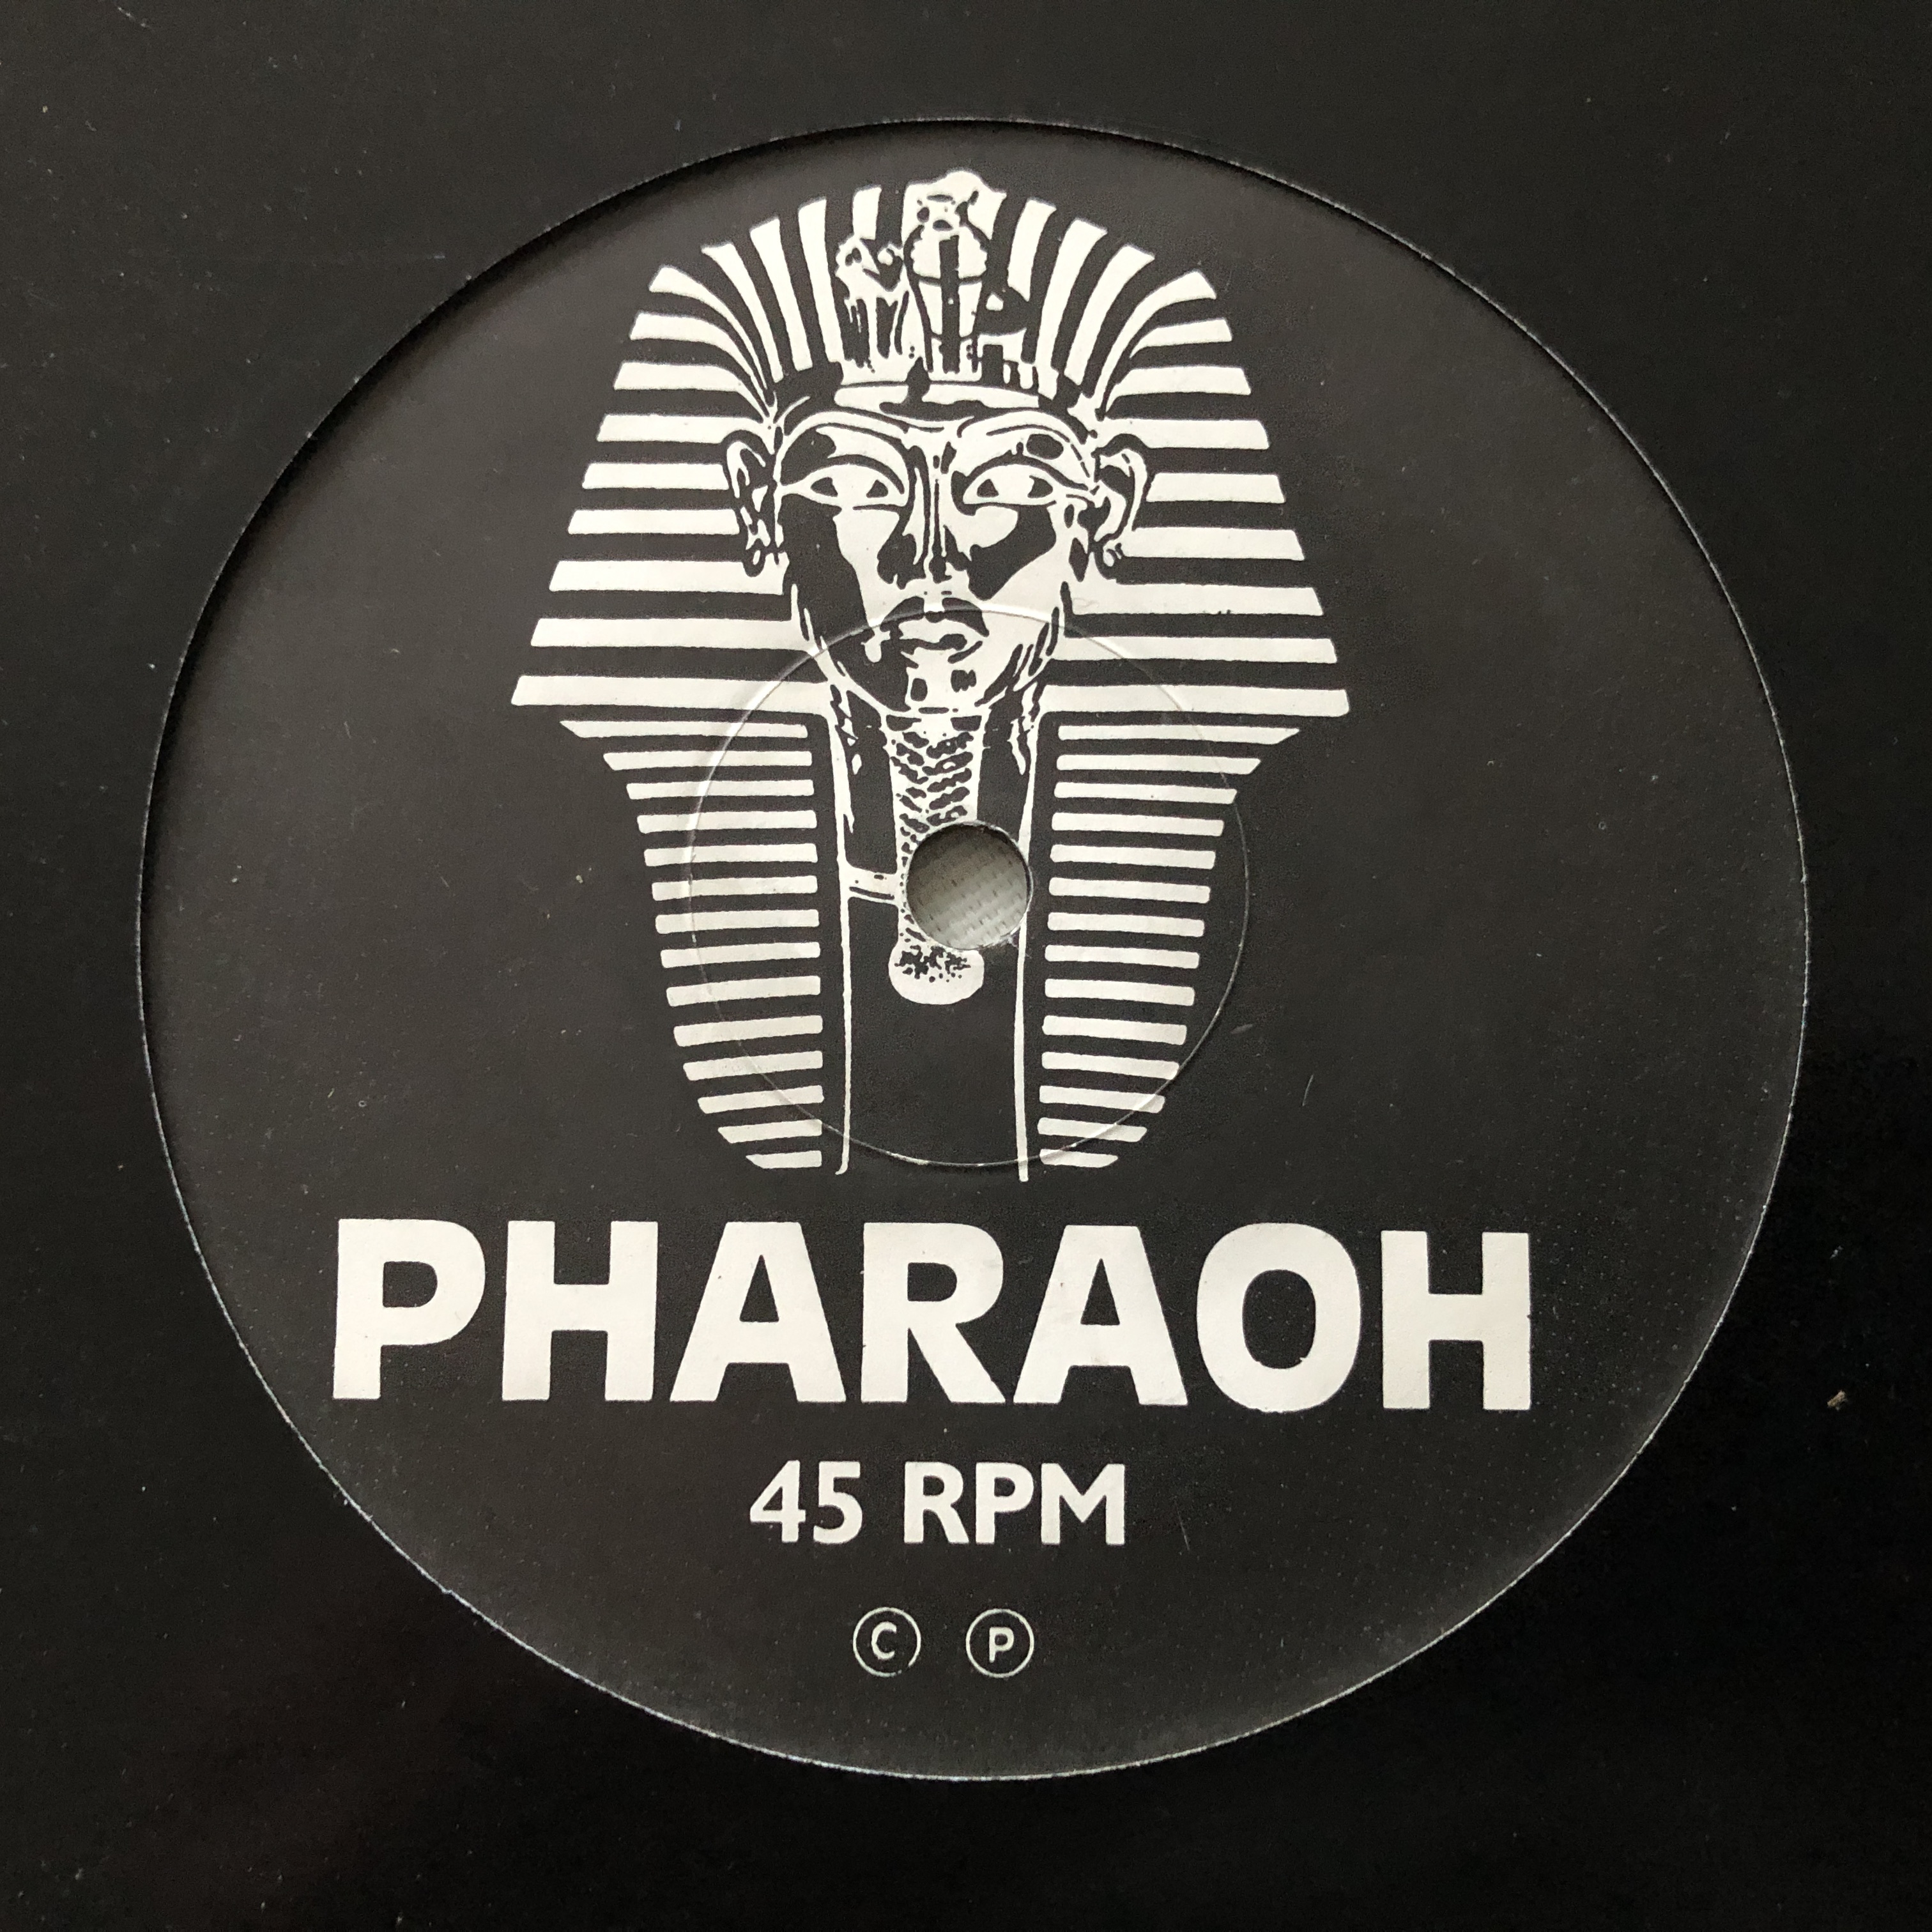 PHARAOH
45 RPM
Ⓒ Ⓟ